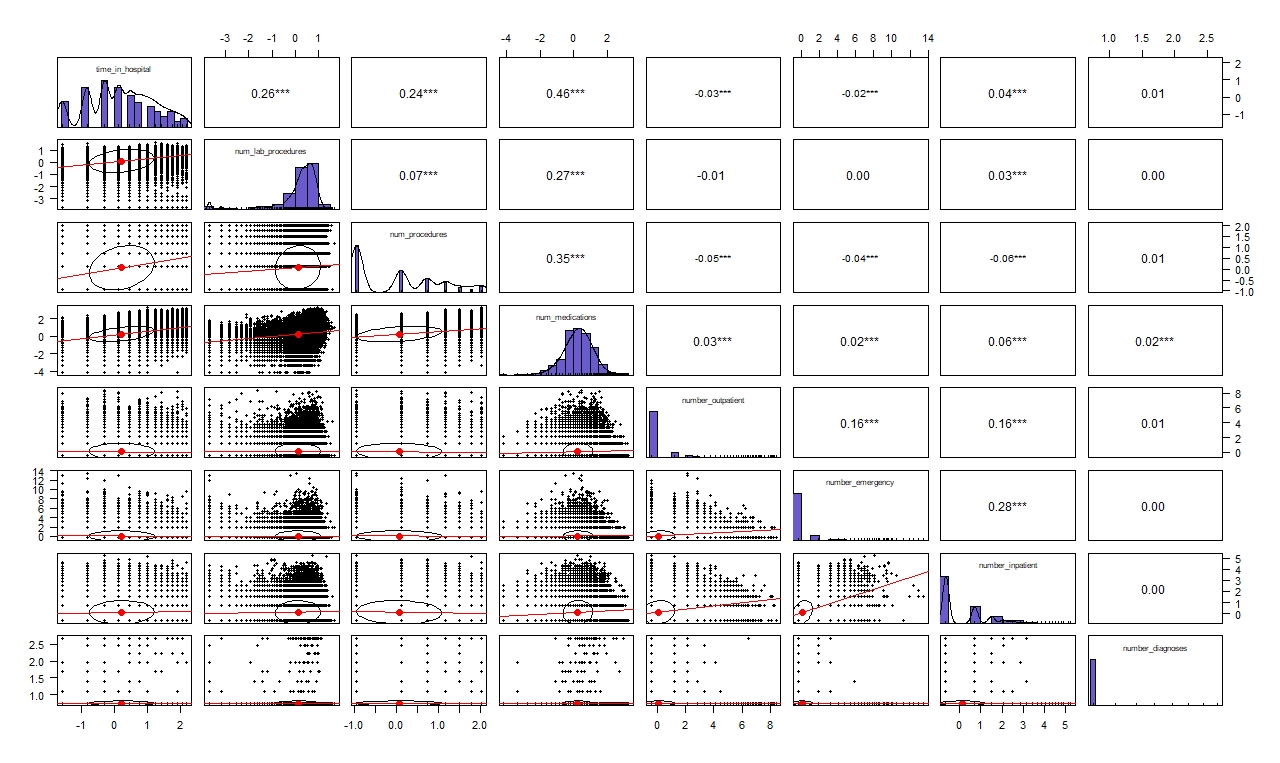 -3 -2 -1 0 1 -4 0 2 0 2 4 6 8 10 14 1.0 1.5 2.0 2.5
time_in_hospital 0.26*** 0.24*** 0.46*** -0.03*** -0.02*** 0.04*** 0.01 2 1 0 -1
1 0 -1 -2 -3 num_lab_procedures 0.07*** 0.27*** -0.01 0.00 0.03*** 0.00
num_procedures 0.35*** -0.05*** -0.04*** -0.06*** 0.01 2.0 1.5 1.0 0.5 0.0 -0.5 -1.0
2 0 -2 -4 num_medications 0.03*** 0.02*** 0.06*** 0.02***
number_outpatient 0.16*** 0.16*** 0.01 8 6 4 2 0
14 12 10 8 6 4 2 0 number_emergency 0.28*** 0.00
number_inpatient 0.00 5 4 3 2 1 0
2.5 2.0 1.5 1.0 number_diagnoses
-1 0 1 2 -1.0 0.0 1.0 2.0 -4 -2 0 2 0 2 4 6 8 0 1 2 3 4 5